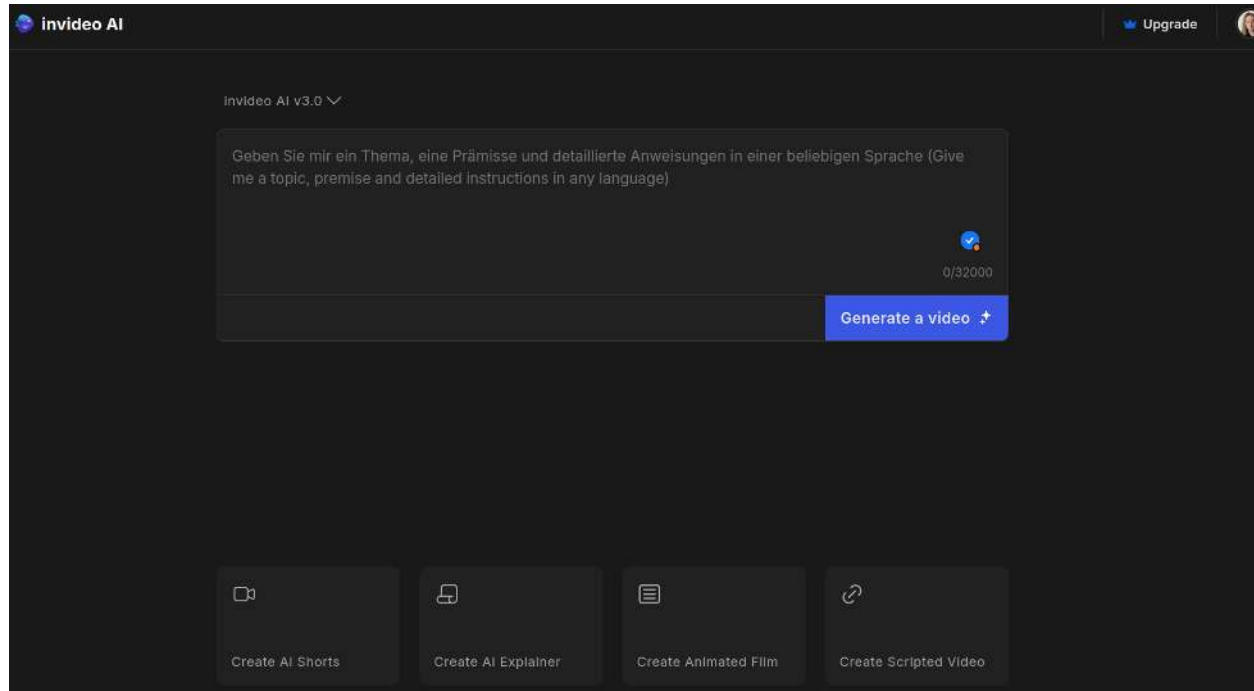 invideo AI
Upgrade
invideo AI v3.0
Geben Sie mir ein Thema, eine Prämisse und detaillierte Anweisungen in einer beliebigen Sprache (Give
me a topic, premise and detailed instructions in any language)
0/32000
Generate a video
Create AI Shorts
Create AI Explainer
Create Animated Film
Create Scripted Video